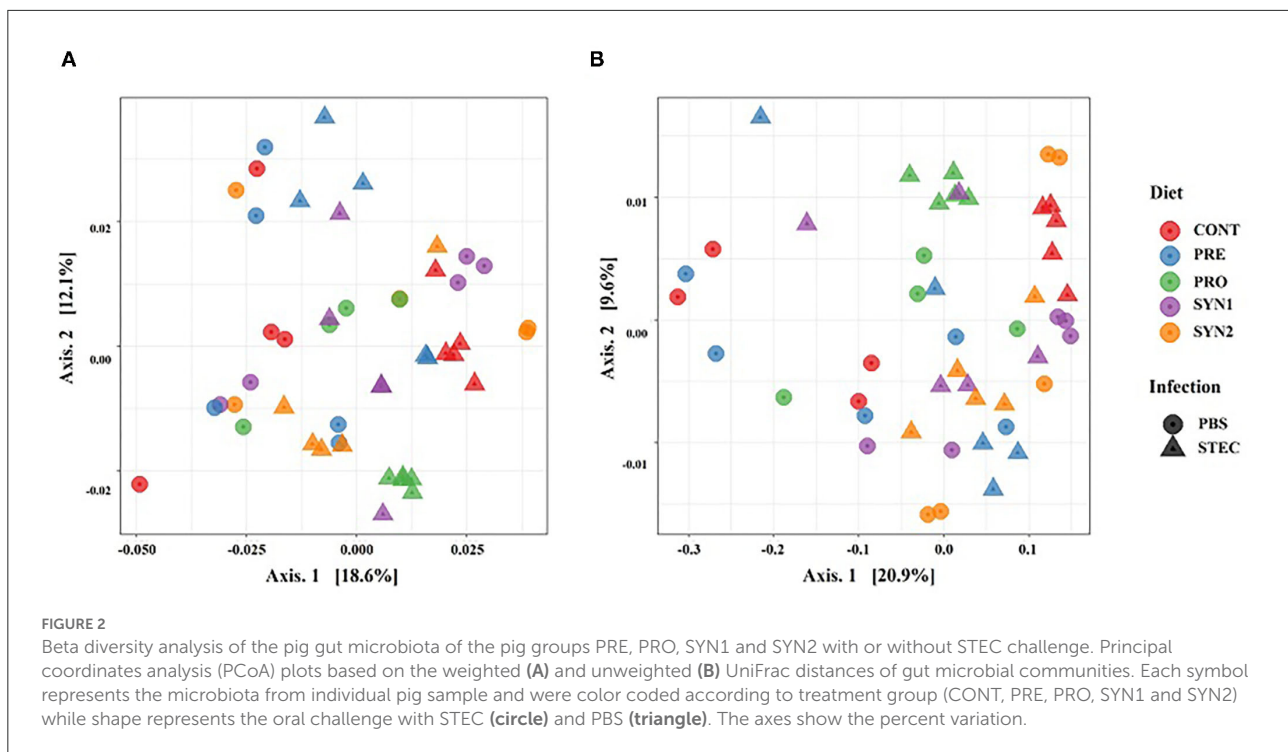 A
B
Axis. 2 [12.1%]
0.02
0.00
-0.02
-0.050
-0.025
0.000
0.025
Axis. 1 [18.6%]
Axis. 2 [9.6%]
0.01
0.00
-0.01
-0.3
-0.2
-0.1
0.0
0.1
Axis. 1 [20.9%]
Diet
CONT
PRE
PRO
SYN1
SYN2
Infection
PBS
STEC
FIGURE 2
Beta diversity analysis of the pig gut microbiota of the pig groups PRE, PRO, SYN1 and SYN2 with or without STEC challenge. Principal
coordinates analysis (PCoA) plots based on the weighted (A) and unweighted (B) UniFrac distances of gut microbial communities. Each symbol
represents the microbiota from individual pig sample and were color coded according to treatment group (CONT, PRE, PRO, SYN1 and SYN2)
while shape represents the oral challenge with STEC (circle) and PBS (triangle). The axes show the percent variation.